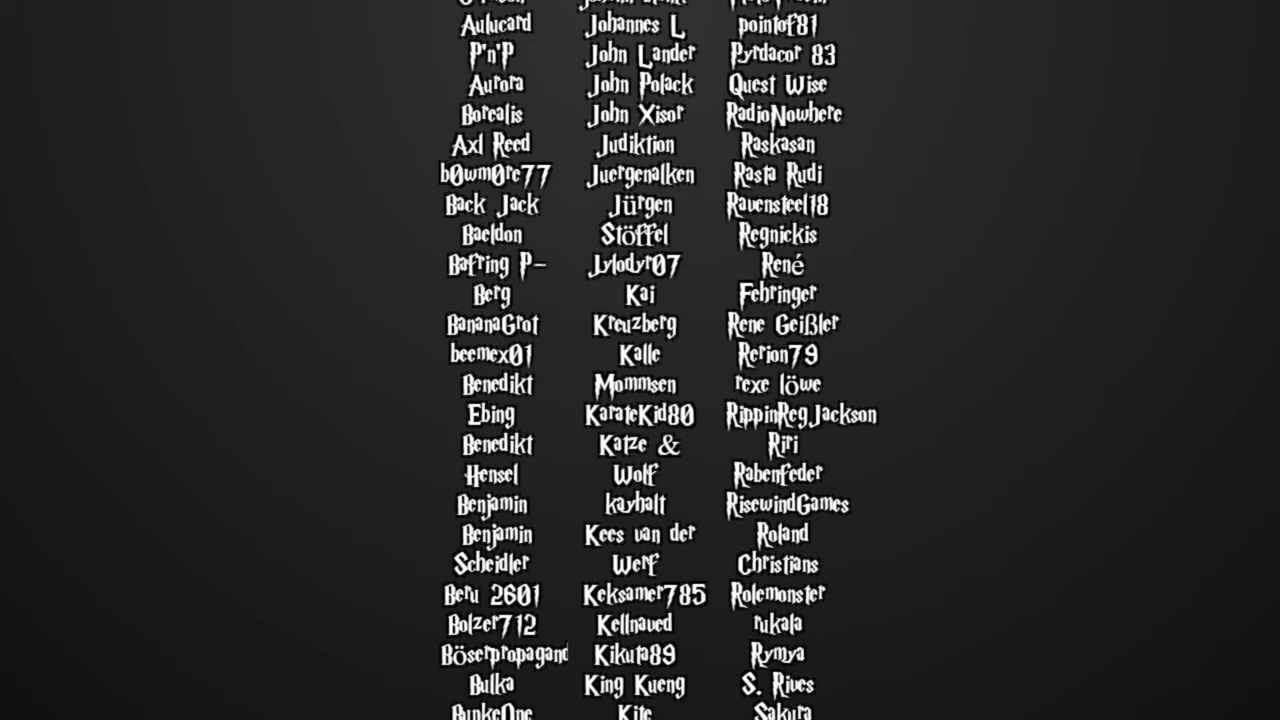 Aulucard
P'n'P
Aurora
Borealis
Axl Reed
b0wm0re77
Back Jack
Baeldon
Bafring P-
Berg
BananaGrot
beemex01
Benedikt
Ebing
Benedikt
Hensel
Benjamin
Benjamin
Scheidler
Beru 2601
Bolzer712
Böserpropagand
Bulka
BunkeOne
Johannes L
John Lander
John Polack
John Xisor
Judiktion
Juergenalken
Jürgen
Stöffel
Jylodyr07
Kai
Kreuzberg
Kalle
Mommsen
KarateKid80
Katze &
Wolf
kayhalt
Kees van der
Werf
Keksamer785
Kellnaved
Kikuta89
King Kueng
Kite
pointof81
Pyrdacor 83
Quest Wise
RadioNowhere
Raskasan
Rasta Rudi
Ravensteel18
Regnickis
René
Fehringer
Rene Geißler
Rerion79
rexe löwe
RippinRegJackson
Riri
Rabenfeder
RisewindGames
Roland
Christians
Rolemonster
rukala
Rymya
S. Rives
Sakura